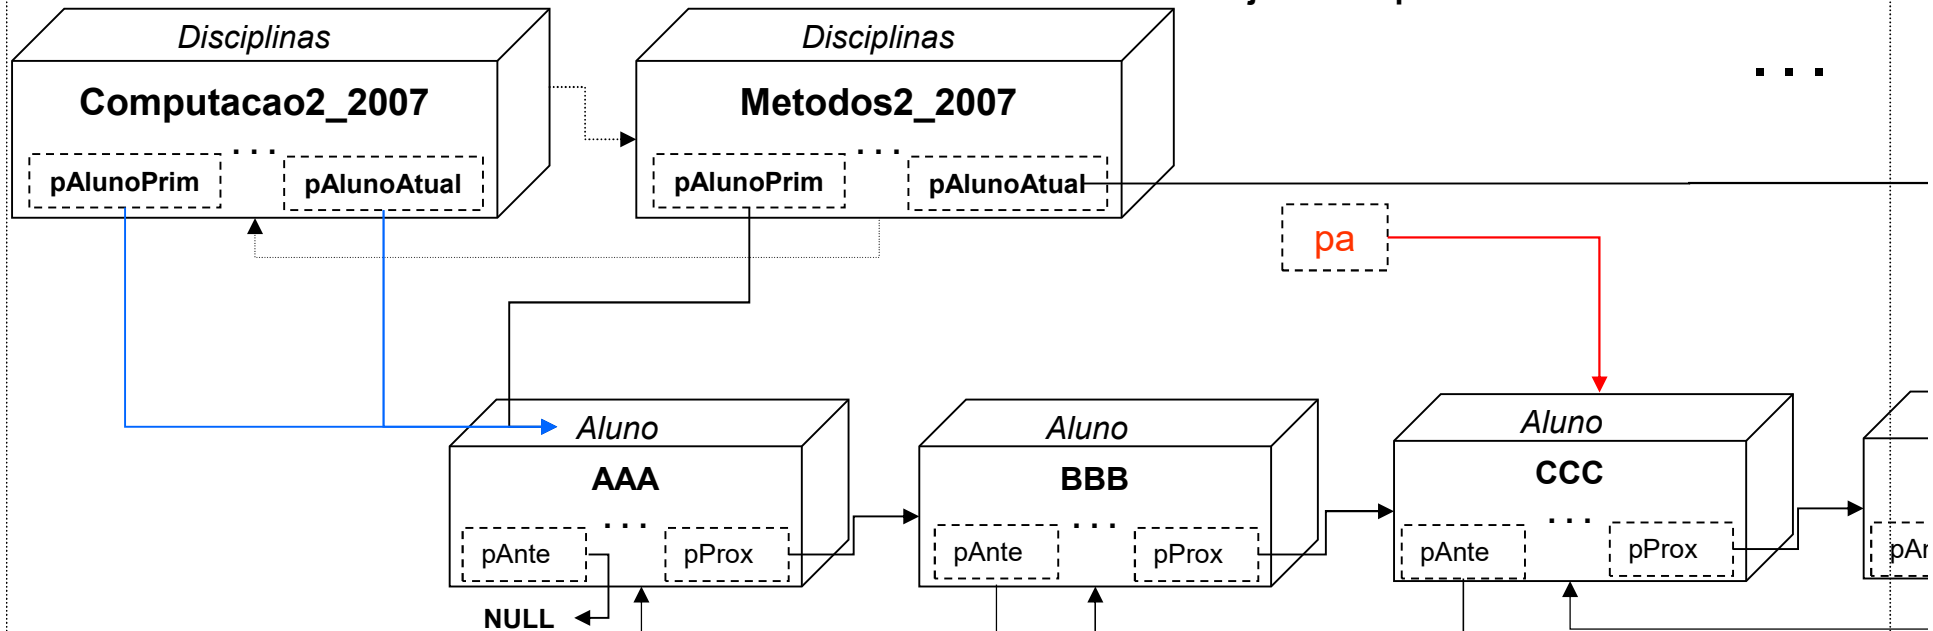 Disciplinas
Computacao2_2007
. . .
pAlunoPrim
pAlunoAtual
Disciplinas
Metodos2_2007
. . .
pAlunoPrim
pAlunoAtual
. . .
pa
Aluno
AAA
. . .
pAnte
pProx
NULL
Aluno
BBB
. . .
pAnte
pProx
Aluno
CCC
. . .
pAnte
pProx